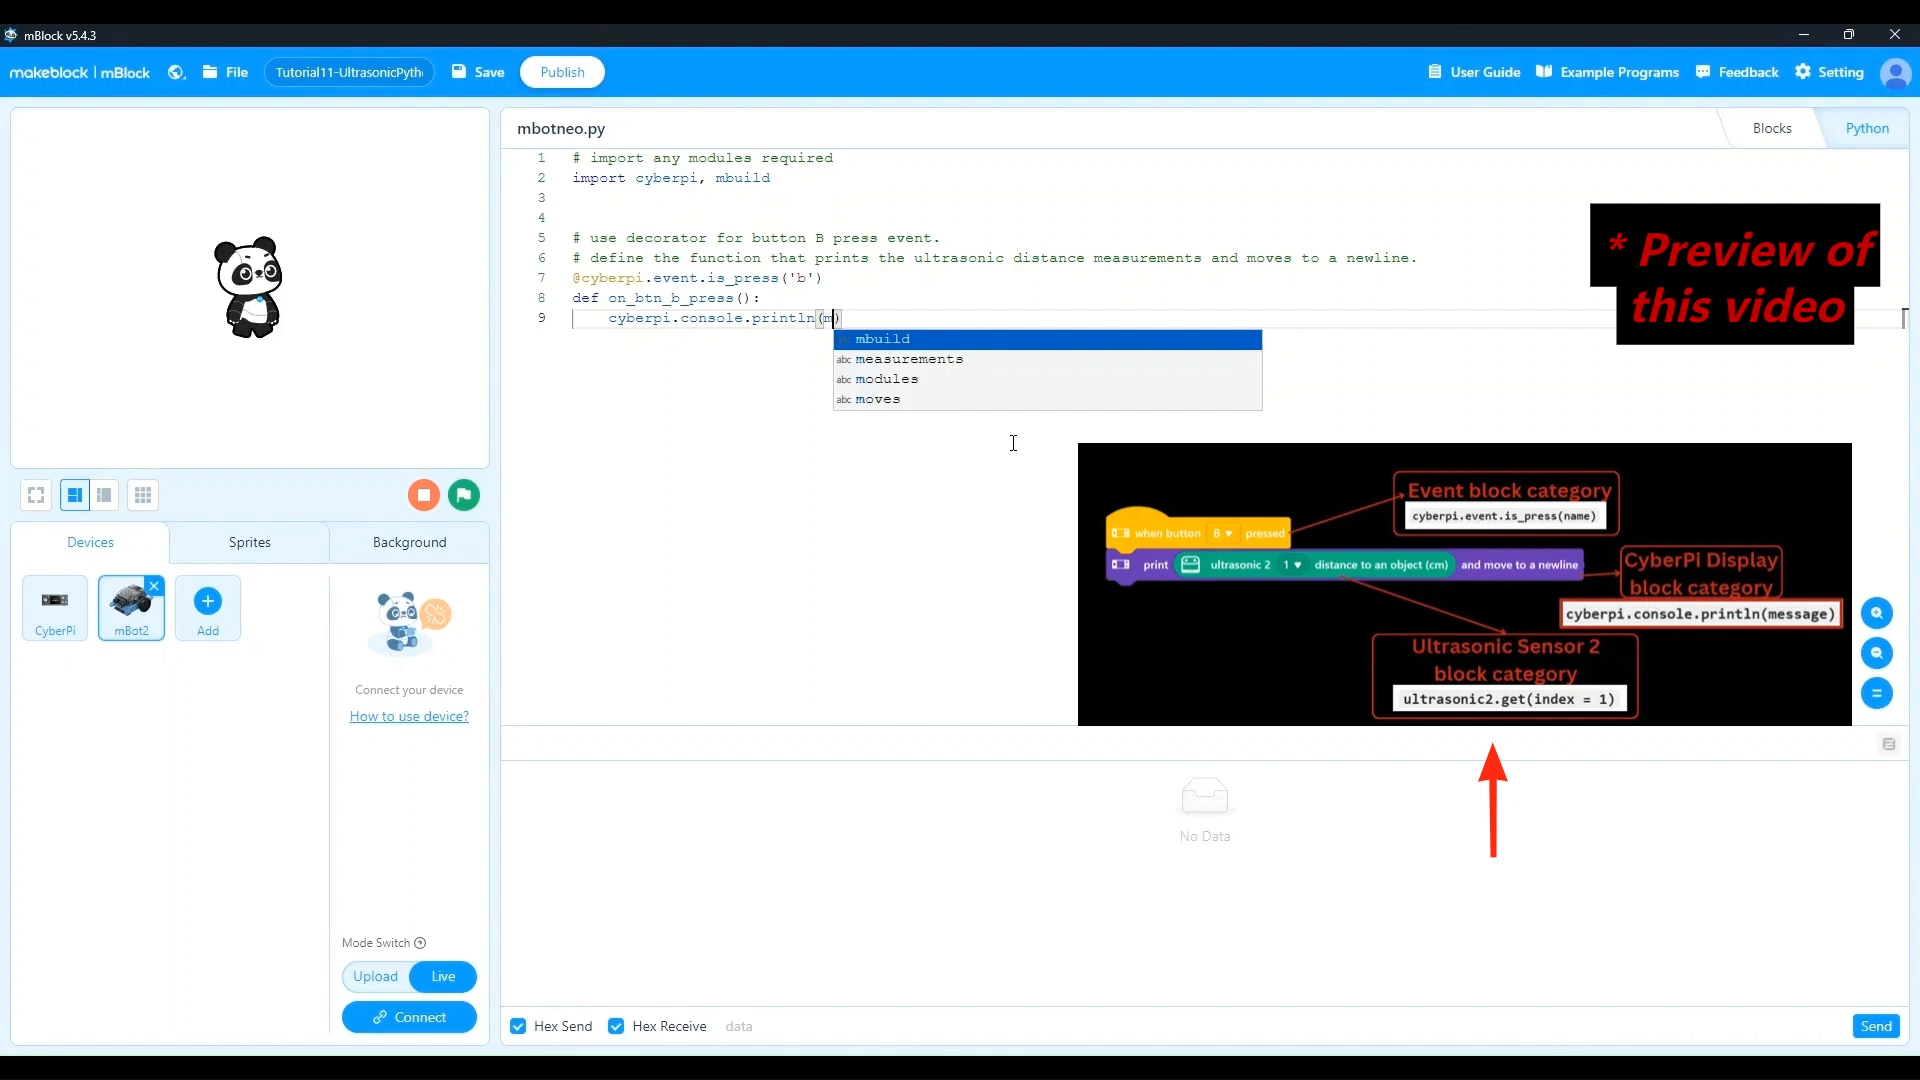 mBlock v5.4.3
makeblock | mBlock
File
Tutorial11-UltrasonicPyth
Save
Publish
User Guide
Example Programs
Feedback
Setting
mbotneo.py
Blocks
Python
1 # import any modules required
2 import cyberpi, mbuild
3
4
5 # use decorator for button B press event.
6 # define the function that prints the ultrasonic distance measurements and moves to a newline.
7 @cyberpi.event.is_press('b')
8 def on_btn_b_press():
9 cyberpi.console.println(m)
abc mbuild
abc measurements
abc modules
abc moves
* Preview of
this video
Event block category
cyberpi.event.is_press(name)
when button B ▾ pressed
print ultrasonic 2 1 ▾ distance to an object (cm) and move to a newline
CyberPi Display
block category
cyberpi.console.println(message)
Ultrasonic Sensor 2
block category
ultrasonic2.get(index = 1)
Devices
Sprites
Background
CyberPi
mBot2
Add
Connect your device
How to use device?
No Data
Mode Switch
Upload
Live
Connect
Hex Send
Hex Receive
data
Send